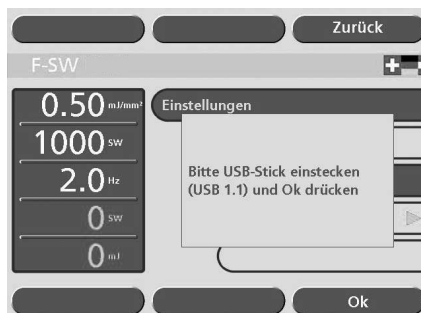 Zurück
F-SW
0.50 mJ/mm²
1000 SW
2.0 Hz
0 SW
0 mJ
Einstellungen
Bitte USB-Stick einstecken
(USB 1.1) und Ok drücken
Ok